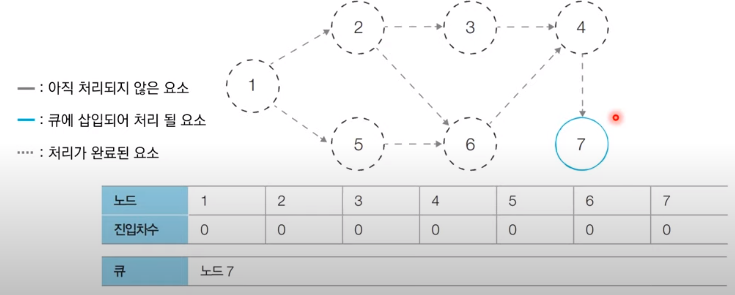 2 3 4
1
— : 아직 처리되지 않은 요소
— : 큐에 삽입되어 처리 될 요소
5 6 7
···· : 처리가 완료된 요소
노드 1 2 3 4 5 6 7
진입차수 0 0 0 0 0 0 0
큐 노드 7